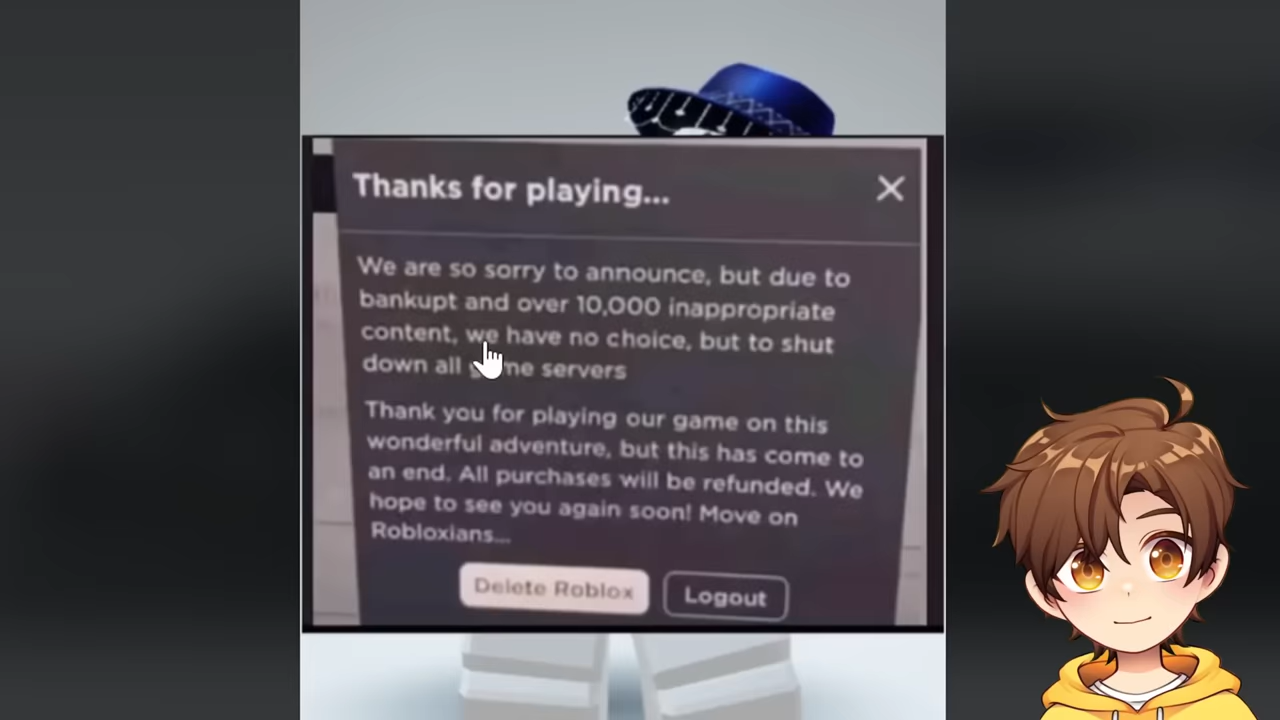 Thanks for playing...
We are so sorry to announce, but due to
bankupt and over 10,000 inappropriate
content, we have no choice, but to shut
down all game servers
Thank you for playing our game on this
wonderful adventure, but this has come to
an end. All purchases will be refunded. We
hope to see you again soon! Move on
Robloxians...
Delete Roblox
Logout